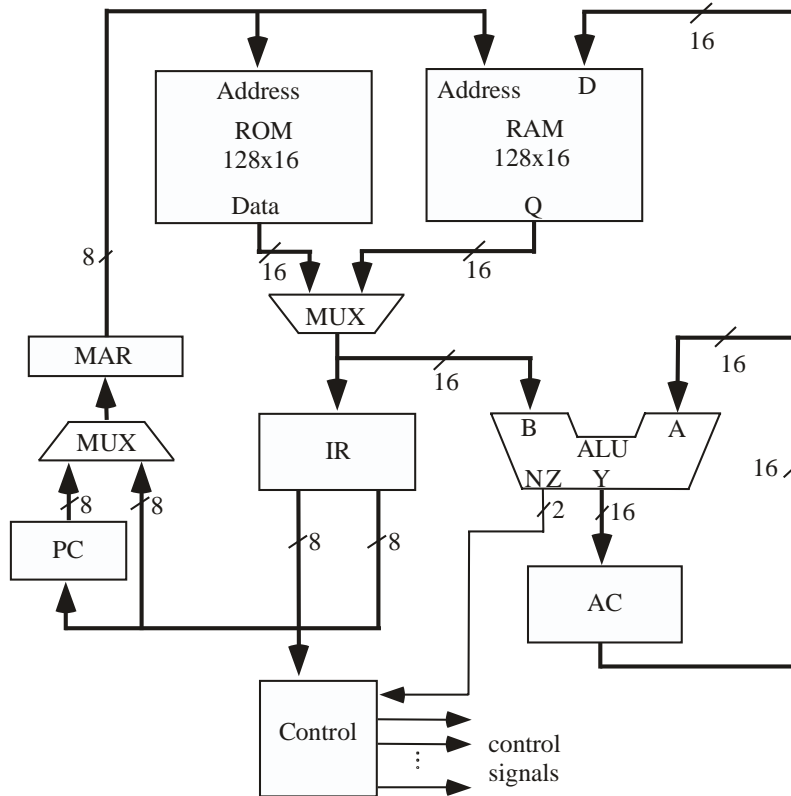 16
Address
ROM
128x16
Data
Address
D
RAM
128x16
Q
8
16
16
MUX
MAR
16
16
MUX
IR
B
A
ALU
NZ
Y
16
8
8
8
8
2
16
PC
AC
Control
control
signals